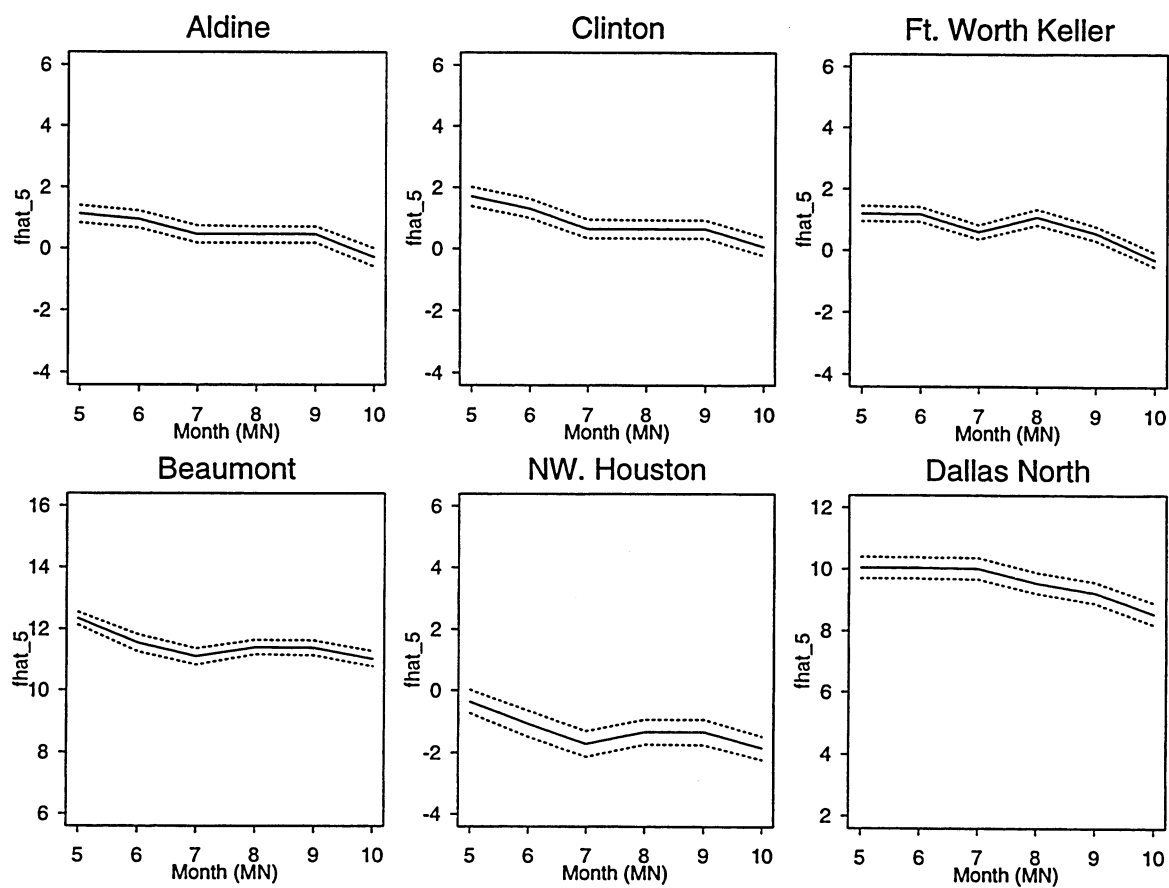 Aldine
Clinton
Ft. Worth Keller
6
4
2
0
-2
-4
fhat_5
5 6 7 8 9 10
Month (MN)
6
4
2
0
-2
-4
fhat_5
5 6 7 8 9 10
Month (MN)
6
4
2
0
-2
-4
fhat_5
5 6 7 8 9 10
Month (MN)
Beaumont
NW. Houston
Dallas North
16
14
12
10
8
6
fhat_5
5 6 7 8 9 10
Month (MN)
6
4
2
0
-2
-4
fhat_5
5 6 7 8 9 10
Month (MN)
12
10
8
6
4
2
fhat_5
5 6 7 8 9 10
Month (MN)